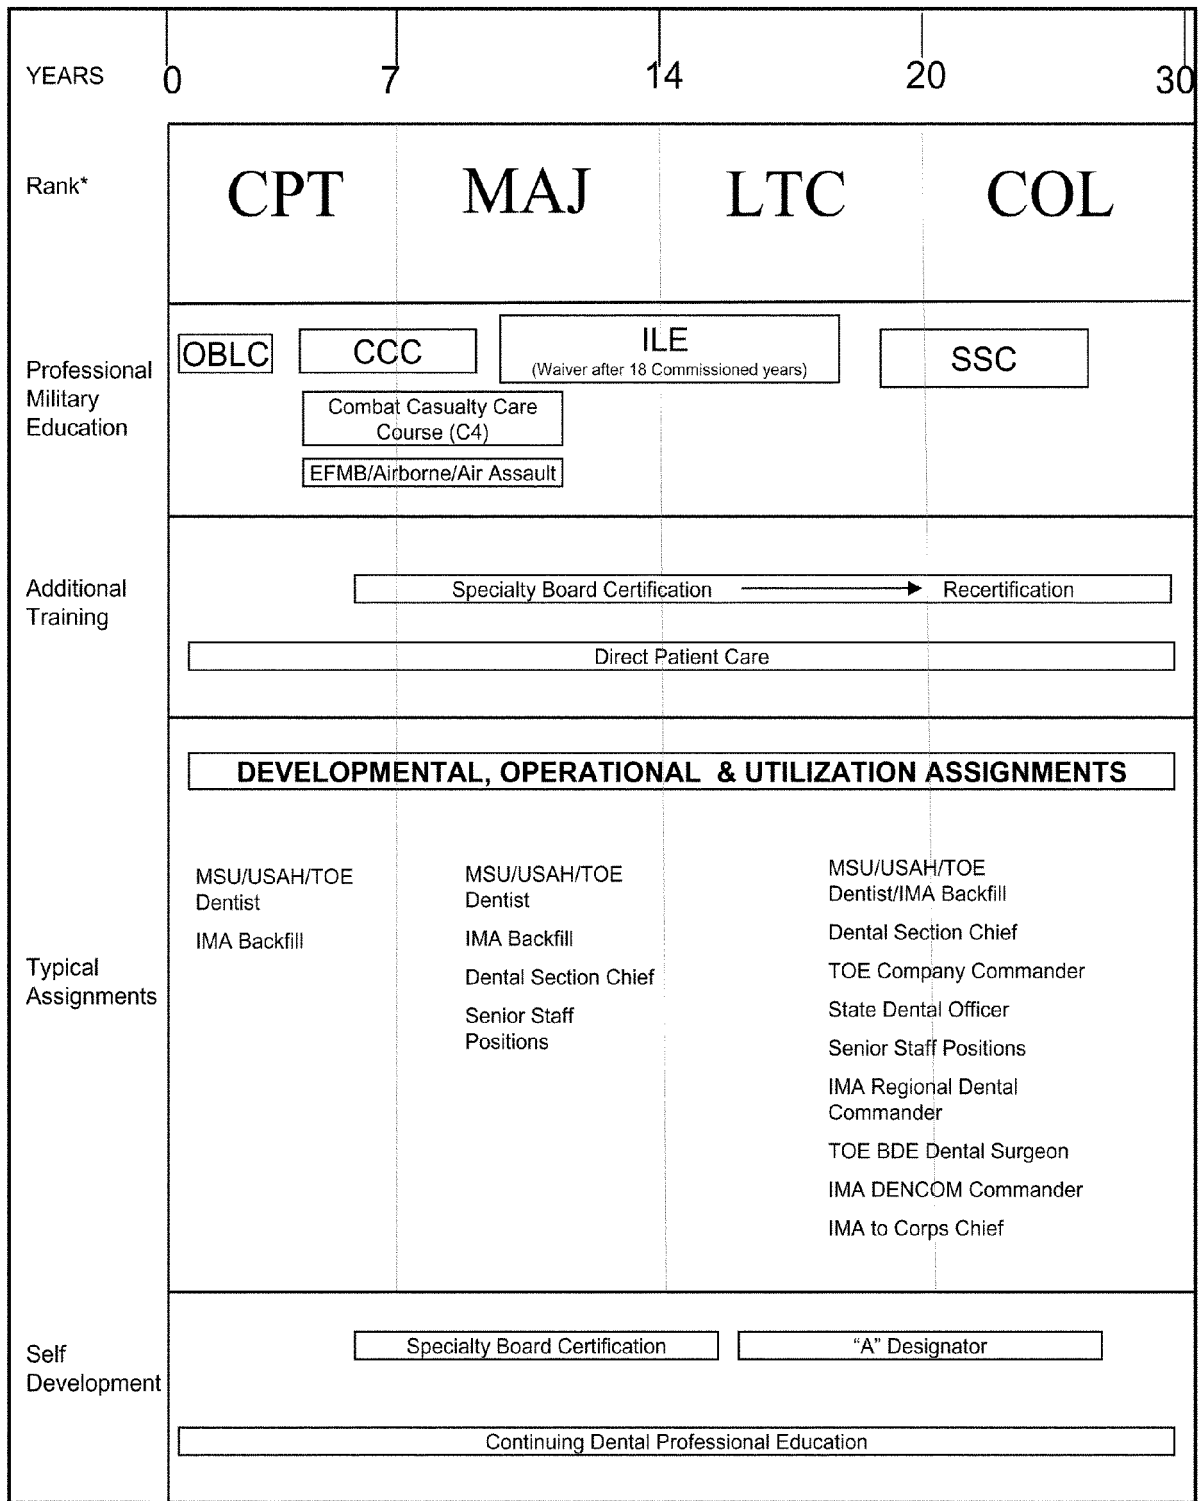 YEARS
0
7
14
20
30
Rank*
CPT
MAJ
LTC
COL
Professional
Military
Education
OBLC
CCC
ILE
(Waiver after 18 Commissioned years)
SSC
Combat Casualty Care
Course (C4)
EFMB/Airborne/Air Assault
Additional
Training
Specialty Board Certification
Recertification
Direct Patient Care
DEVELOPMENTAL, OPERATIONAL & UTILIZATION ASSIGNMENTS
Typical
Assignments
MSU/USAH/TOE
Dentist
IMA Backfill
MSU/USAH/TOE
Dentist
IMA Backfill
Dental Section Chief
Senior Staff
Positions
MSU/USAH/TOE
Dentist/IMA Backfill
Dental Section Chief
TOE Company Commander
State Dental Officer
Senior Staff Positions
IMA Regional Dental
Commander
TOE BDE Dental Surgeon
IMA DENCOM Commander
IMA to Corps Chief
Self
Development
Specialty Board Certification
"A" Designator
Continuing Dental Professional Education